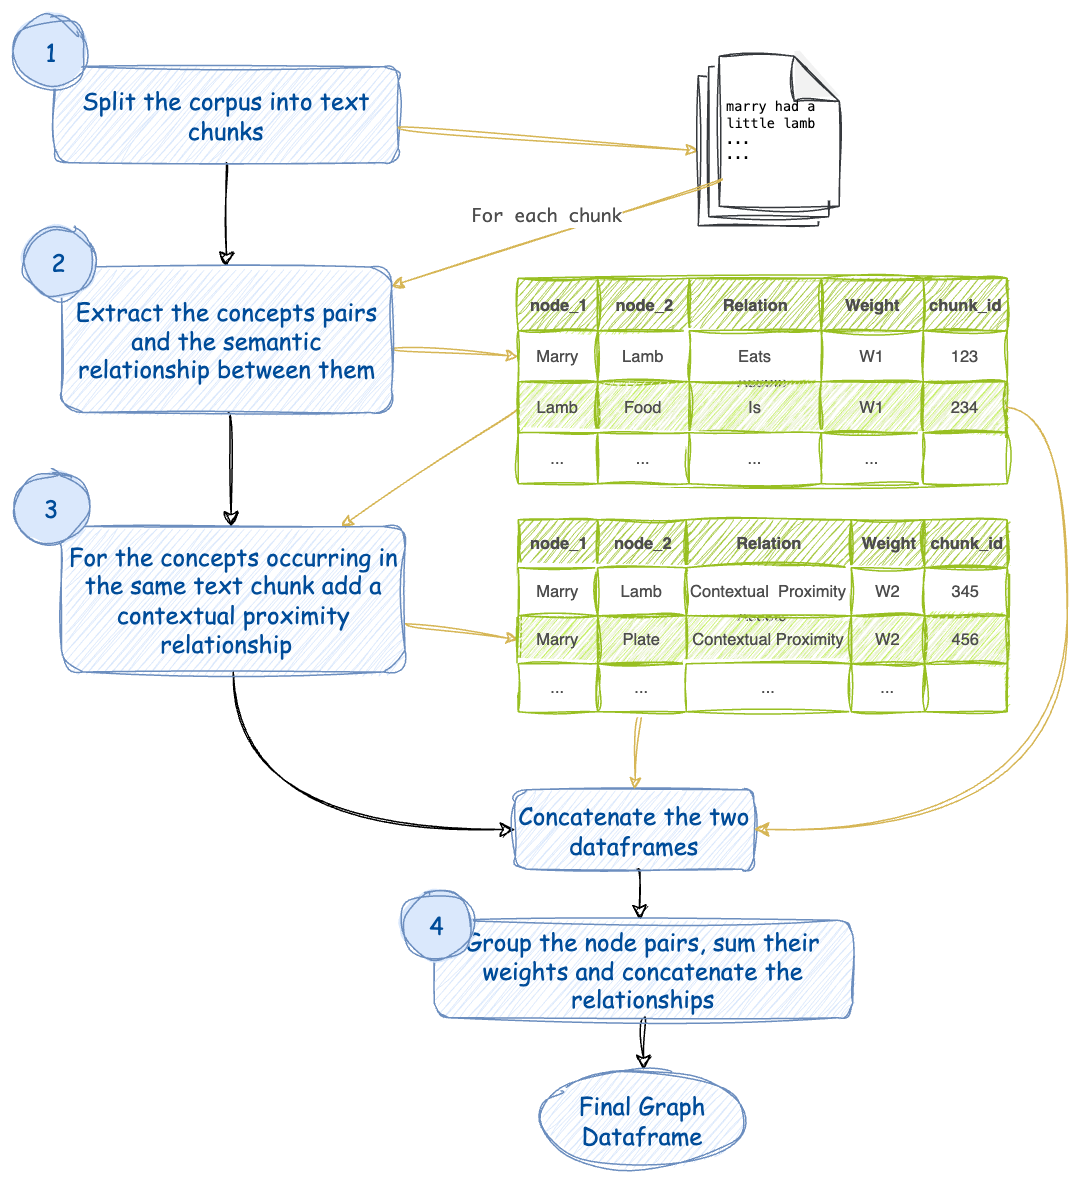 1
Split the corpus into text
chunks
marry had a
little lamb
...
...
For each chunk
2
Extract the concepts pairs
and the semantic
relationship between them
node_1 node_2 Relation Weight chunk_id
Marry Lamb Eats W1 123
Lamb Food Is W1 234
... ... ... ...
3
For the concepts occurring in
the same text chunk add a
contextual proximity
relationship
node_1 node_2 Relation Weight chunk_id
Marry Lamb Contextual Proximity W2 345
Marry Plate Contextual Proximity W2 456
... ... ... ...
Concatenate the two
dataframes
4
Group the node pairs, sum their
weights and concatenate the
relationships
Final Graph
Dataframe